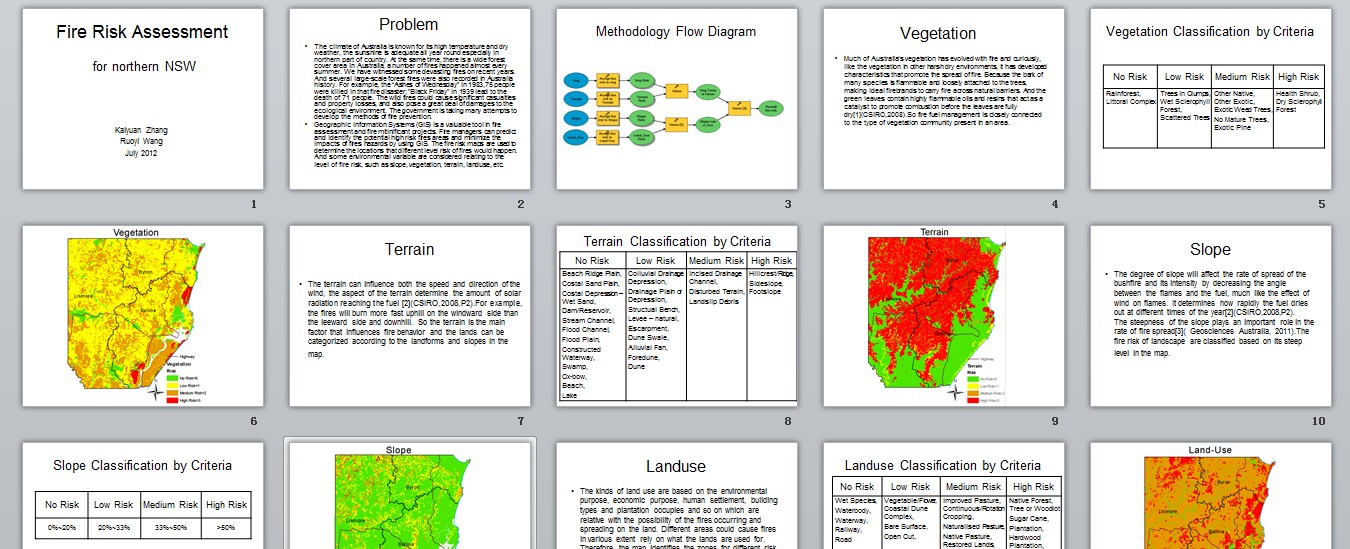 Fire Risk Assessment
for northern NSW
Kaiyuan Zhang
Ruoyi Wang
July 2012
1
Problem
• The climate of Australia is known for its high temperature and dry
weather, the sunshine is adequate all year round especially in
northern part of country. At the same time, there is a wide forest
cover area in Australia, a number of fires happened almost every
summer. We have witnessed some devasting fires on recent years.
And several large-scale forest fires were also recorded in Australia
history. For example, the "Ashes of Wednesday" in 1983, 75 people
were killed in that fire disaster; "Black Friday" in 1939 lead to the
death of 71 people. The wild fires could cause significant casualties
and property losses, and also pose a great deal of damages to the
ecological environment. The government is taking many attempts to
develop the methods of fire prevention.
• Geographic Information Systems (GIS) is a valuable tool in fire
assessment and fire mitinificant projects. Fire managers can predict
and identify the potential high risk fires areas and minimize the
impacts of fires hazards by using GIS. The fire risk maps are used to
determine the locations that different level risk of fires would happen.
And some environmental variable are considered relating to the
level of fire risk, such as slope, vegetation, terrain, landuse, etc.
2
Methodology Flow Diagram
3
Vegetation
• Much of Australia's vegetation has evolved with fire and curiously,
like the vegetation in other harsh dry environments, it has developed
characteristics that promote the spread of fire. Because the bark of
many species is flammable and loosely attached to the trees,
making ideal firebrands to carry fire across natural barriers. And the
green leaves contain highly flammable oils and resins that act as a
catalyst to promote combustion before the leaves are fully
dry[1](CSIRO,2008).So fire fuel management is closely connected
to the type of vegetation community present in an area.
4
Vegetation Classification by Criteria
No Risk Low Risk Medium Risk High Risk
Rainforest, Trees in Clumps, Other Native, Health Shrub,
Littoral Complex Wet Sclerophyll Other Exotic, Dry Sclerophyll
Forest, Exotic Weed Trees, Forest
Scattered Trees No Mature Trees,
Exotic Pine
5
Vegetation
Byron
Lismore
Ballina
Highway
Vegetation
Risk
No Risk=0
Low Risk=1
Medium Risk=2
High Risk=3
6
Terrain
• The terrain can influence both the speed and direction of the
wind, the aspect of the terrain determine the amount of solar
radiation reaching the fuel [2](CSIRO,2008,P2).For example,
the fires will burn more fast uphill on the windward side than
the leeward side and downhill. So the terrain is the main
factor that influences fire behavior and the lands can be
categorized according to the landforms and slopes in the
map.
7
Terrain Classification by Criteria
No Risk Low Risk Medium Risk High Risk
Beach Ridge Plain, Colluvial Drainage Incised Drainage Hillcrest/Ridge,
Costal Sand Plain, Depression, Channel, Sideslope,
Costal Depression– Drainage Plain or Disturbed Terrain, Footslope
Wet Sand, Depression, Landslip Debris
Dam/Reservoir, Structual Bench,
Stream Channel, Levee – natural,
Flood Channel, Escarpment,
Flood Plain, Dune Swale,
Constructed Alluvial Fan,
Waterway, Foredune,
Swamp, Dune
Ox-bow,
Beach,
Lake
8
Terrain
Byron
Highway
Terrain
Risk
No Risk=0
Low Risk=1
Medium Risk=2
High Risk=3
9
Slope
• The degree of slope will affect the rate of spread of the
bushfire and its intensity by decreasing the angle
between the flames and the fuel, much like the effect of
wind on flames. It determines how rapidly the fuel dries
out at different times of the year[2](CSIRO,2008,P2).
The steepness of the slope plays an important role in the
rate of fire spread[3]( Geosciences Australia, 2011).The
fire risk of landscape are classified based on its steep
level in the map.
10
Slope Classification by Criteria
No Risk Low Risk Medium Risk High Risk
0%~20% 20%~33% 33%~50% >50%
Slope
Byron
Lismore
Ballina
Landuse
• The kinds of land use are based on the environmental
purpose, economic purpose, human settlement, building
types and plantation occupies and so on which are
relative with the possibility of the fires occurring and
spreading on the land. Different areas could cause fires
in various extent rely on what the lands are used for.
Therefore, the map identifies the zones for different risk
Landuse Classification by Criteria
No Risk Low Risk Medium Risk High Risk
Wet Species, Vegetable/Flower, Improved Pasture, Native Forest,
Waterbody, Coastal Dune Continuous/Rotation Tree or Woodlot
Waterway, Complex, Cropping, Sugar Cane,
Railway, Bare Surface, Naturalised Pasture, Plantation,
Road Open Cut, Native Pasture, Hardwood
Restored Lands, Plantation,
Land-Use
Byron
Lismore
Ballina